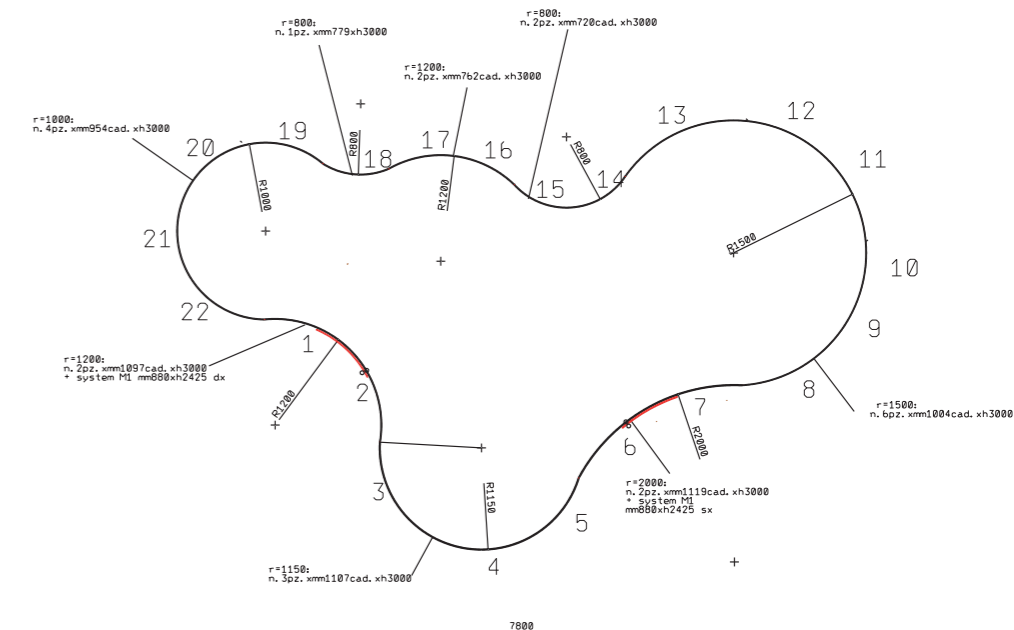 r=800:
n.1pz.xmm779xh3000
r=800:
n.2pz.xmm720cad.xh3000
r=1200:
n.2pz.xmm762cad.xh3000
r=1000:
n.4pz.xmm954cad.xh3000
13
12
20
19
17
16
18
11
15
14
R800
R800
R1000
R1200
R1500
21
10
22
9
1
r=1200:
n.2pz.xmm1097cad.xh3000
+ system M1 mm880xh2425 dx
2
R1200
8
7
r=1500:
n.6pz.xmm1004cad.xh3000
6
R2000
r=2000:
n.2pz.xmm1119cad.xh3000
+ system M1
mm880xh2425 sx
3
R1150
5
4
r=1150:
n.3pz.xmm1107cad.xh3000
7800